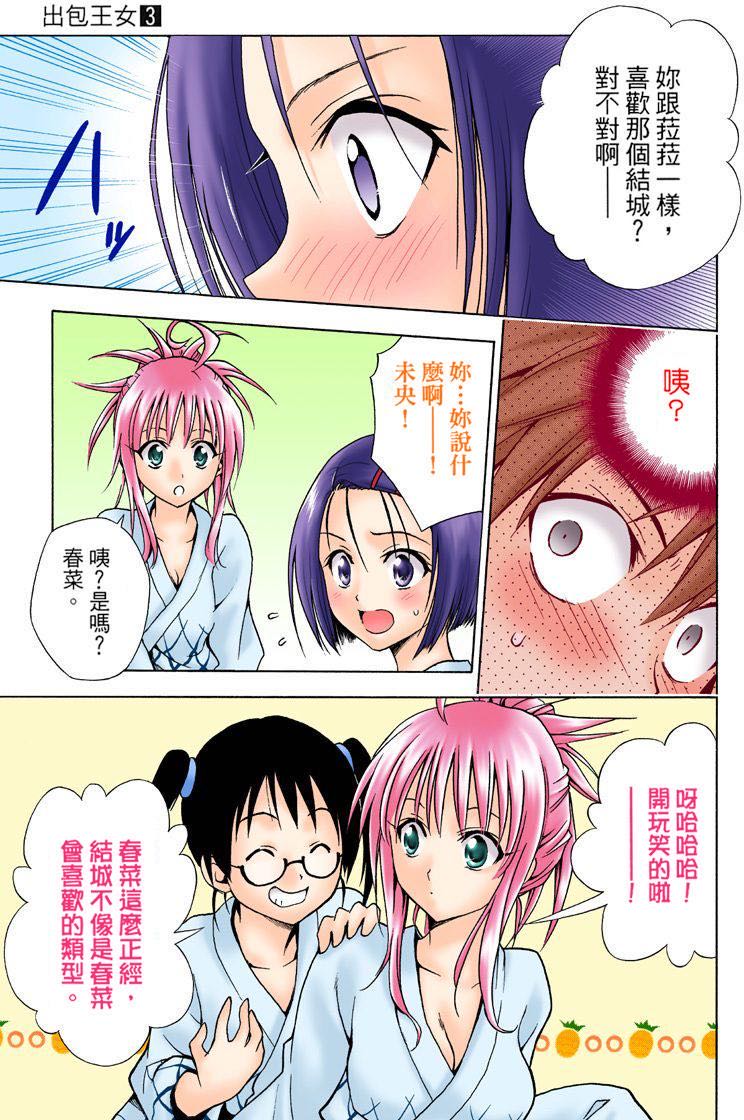 出包王女3
妳跟菈菈一樣，
喜歡那個結城？
對不對啊——
ハッ
咦？
妳…妳說什
麼啊——！
未央！
咦？是嗎？
春菜。
呀哈哈哈！
開玩笑的啦
——！
春菜這麼正經，
結城不像是春菜
會喜歡的類型。